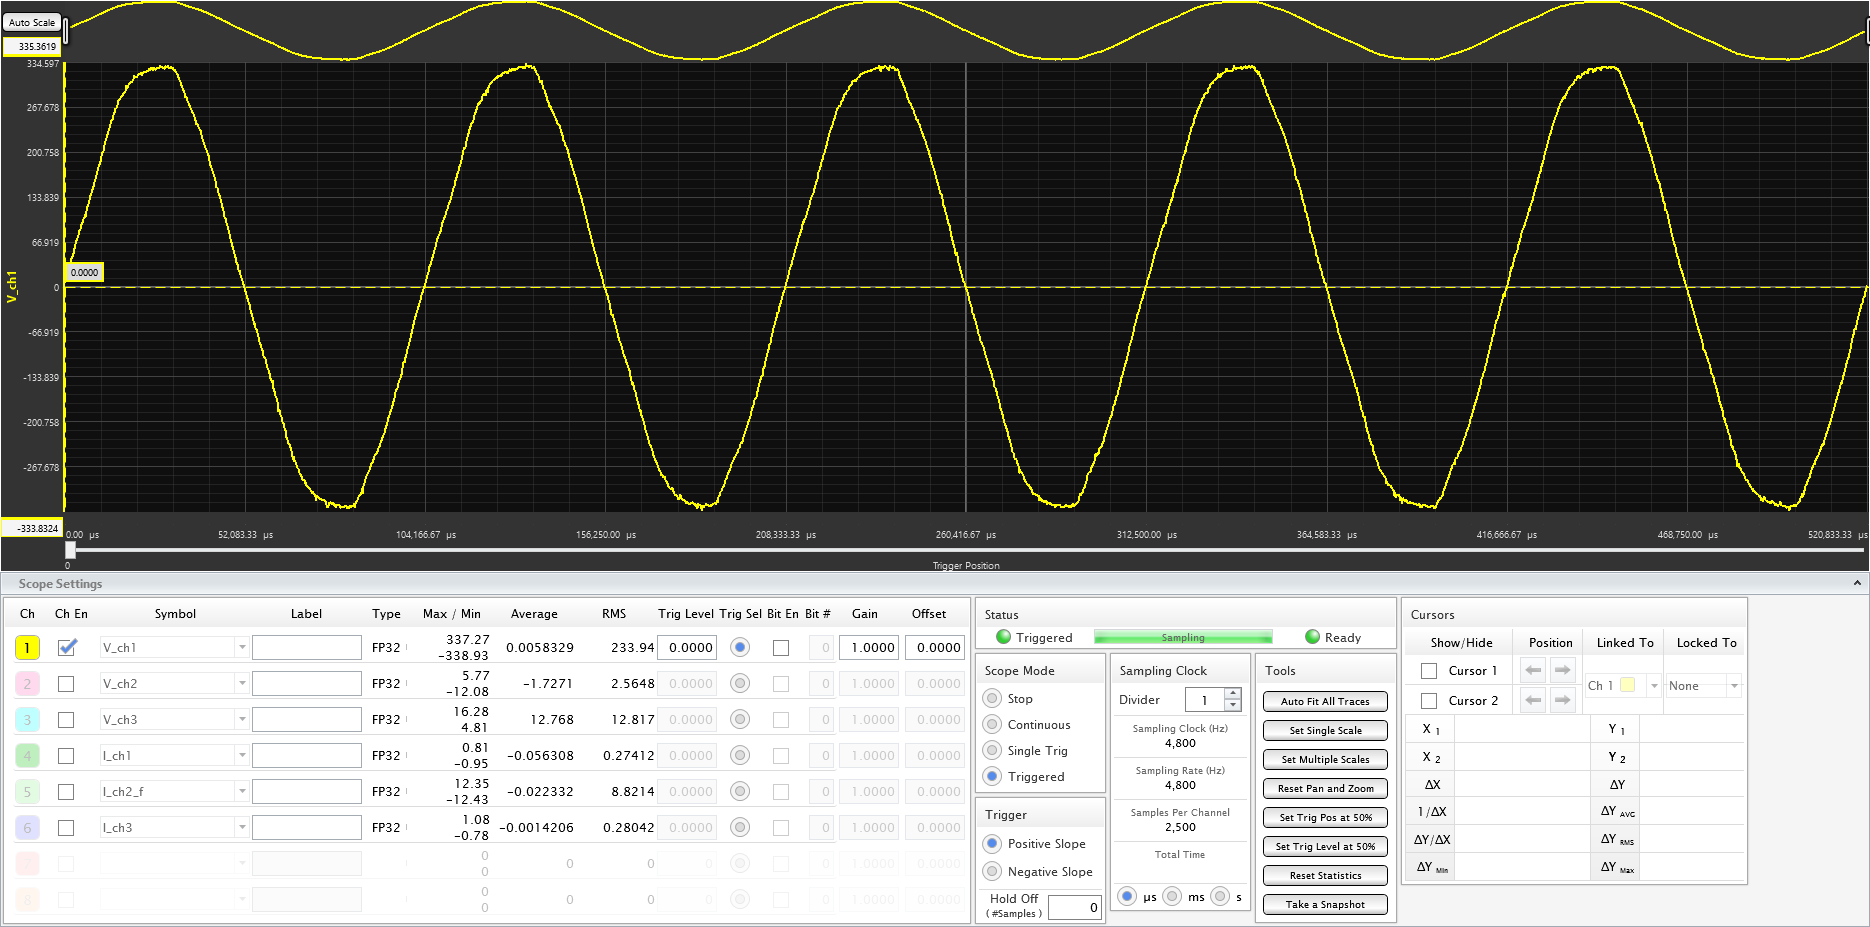 Auto Scale
335.3619
334.597
267.678
200.758
133.839
66.919
0.0000
V_ch1
0
-66.919
-133.839
-200.758
-267.678
-333.8324
0.00 µs 52,083.33 µs 104,166.67 µs 156,250.00 µs 208,333.33 µs 260,416.67 µs 312,500.00 µs 364,583.33 µs 416,666.67 µs 468,750.00 µs 520,833.33 µs
0
Trigger Position
Scope Settings
Ch Ch En Symbol Label Type Max / Min Average RMS Trig Level Trig Sel Bit En Bit # Gain Offset
1 V_ch1 FP32 337.27 -338.93 0.0058329 233.94 0.0000 0 1.0000 0.0000
2 V_ch2 FP32 5.77 -12.08 -1.7271 2.5648 0.0000 0 1.0000 0.0000
3 V_ch3 FP32 16.28 4.81 12.768 12.817 0.0000 0 1.0000 0.0000
4 I_ch1 FP32 0.81 -0.95 -0.056308 0.27412 0.0000 0 1.0000 0.0000
5 I_ch2_f FP32 12.35 -12.43 -0.022332 8.8214 0.0000 0 1.0000 0.0000
6 I_ch3 FP32 1.08 -0.78 -0.0014206 0.28042 0.0000 0 1.0000 0.0000
7 0 0 0 0 0.0000 0 1.0000 0.0000
8 0 0 0 0 0.0000 0 1.0000 0.0000
Status
Triggered Sampling Ready
Scope Mode
Stop
Continuous
Single Trig
Triggered
Trigger
Positive Slope
Negative Slope
Hold Off
( #Samples ) 0
Sampling Clock
Divider 1
Sampling Clock (Hz)
4,800
Sampling Rate (Hz)
4,800
Samples Per Channel
2,500
Total Time
µs ms s
Tools
Auto Fit All Traces
Set Single Scale
Set Multiple Scales
Reset Pan and Zoom
Set Trig Pos at 50%
Set Trig Level at 50%
Reset Statistics
Take a Snapshot
Cursors
Show/Hide Position Linked To Locked To
Cursor 1
Cursor 2
Ch 1 None
X 1 Y 1
X 2 Y 2
ΔX ΔY
1/ΔX ΔY AVG
ΔY/ΔX ΔY RMS
ΔY Min ΔY Max